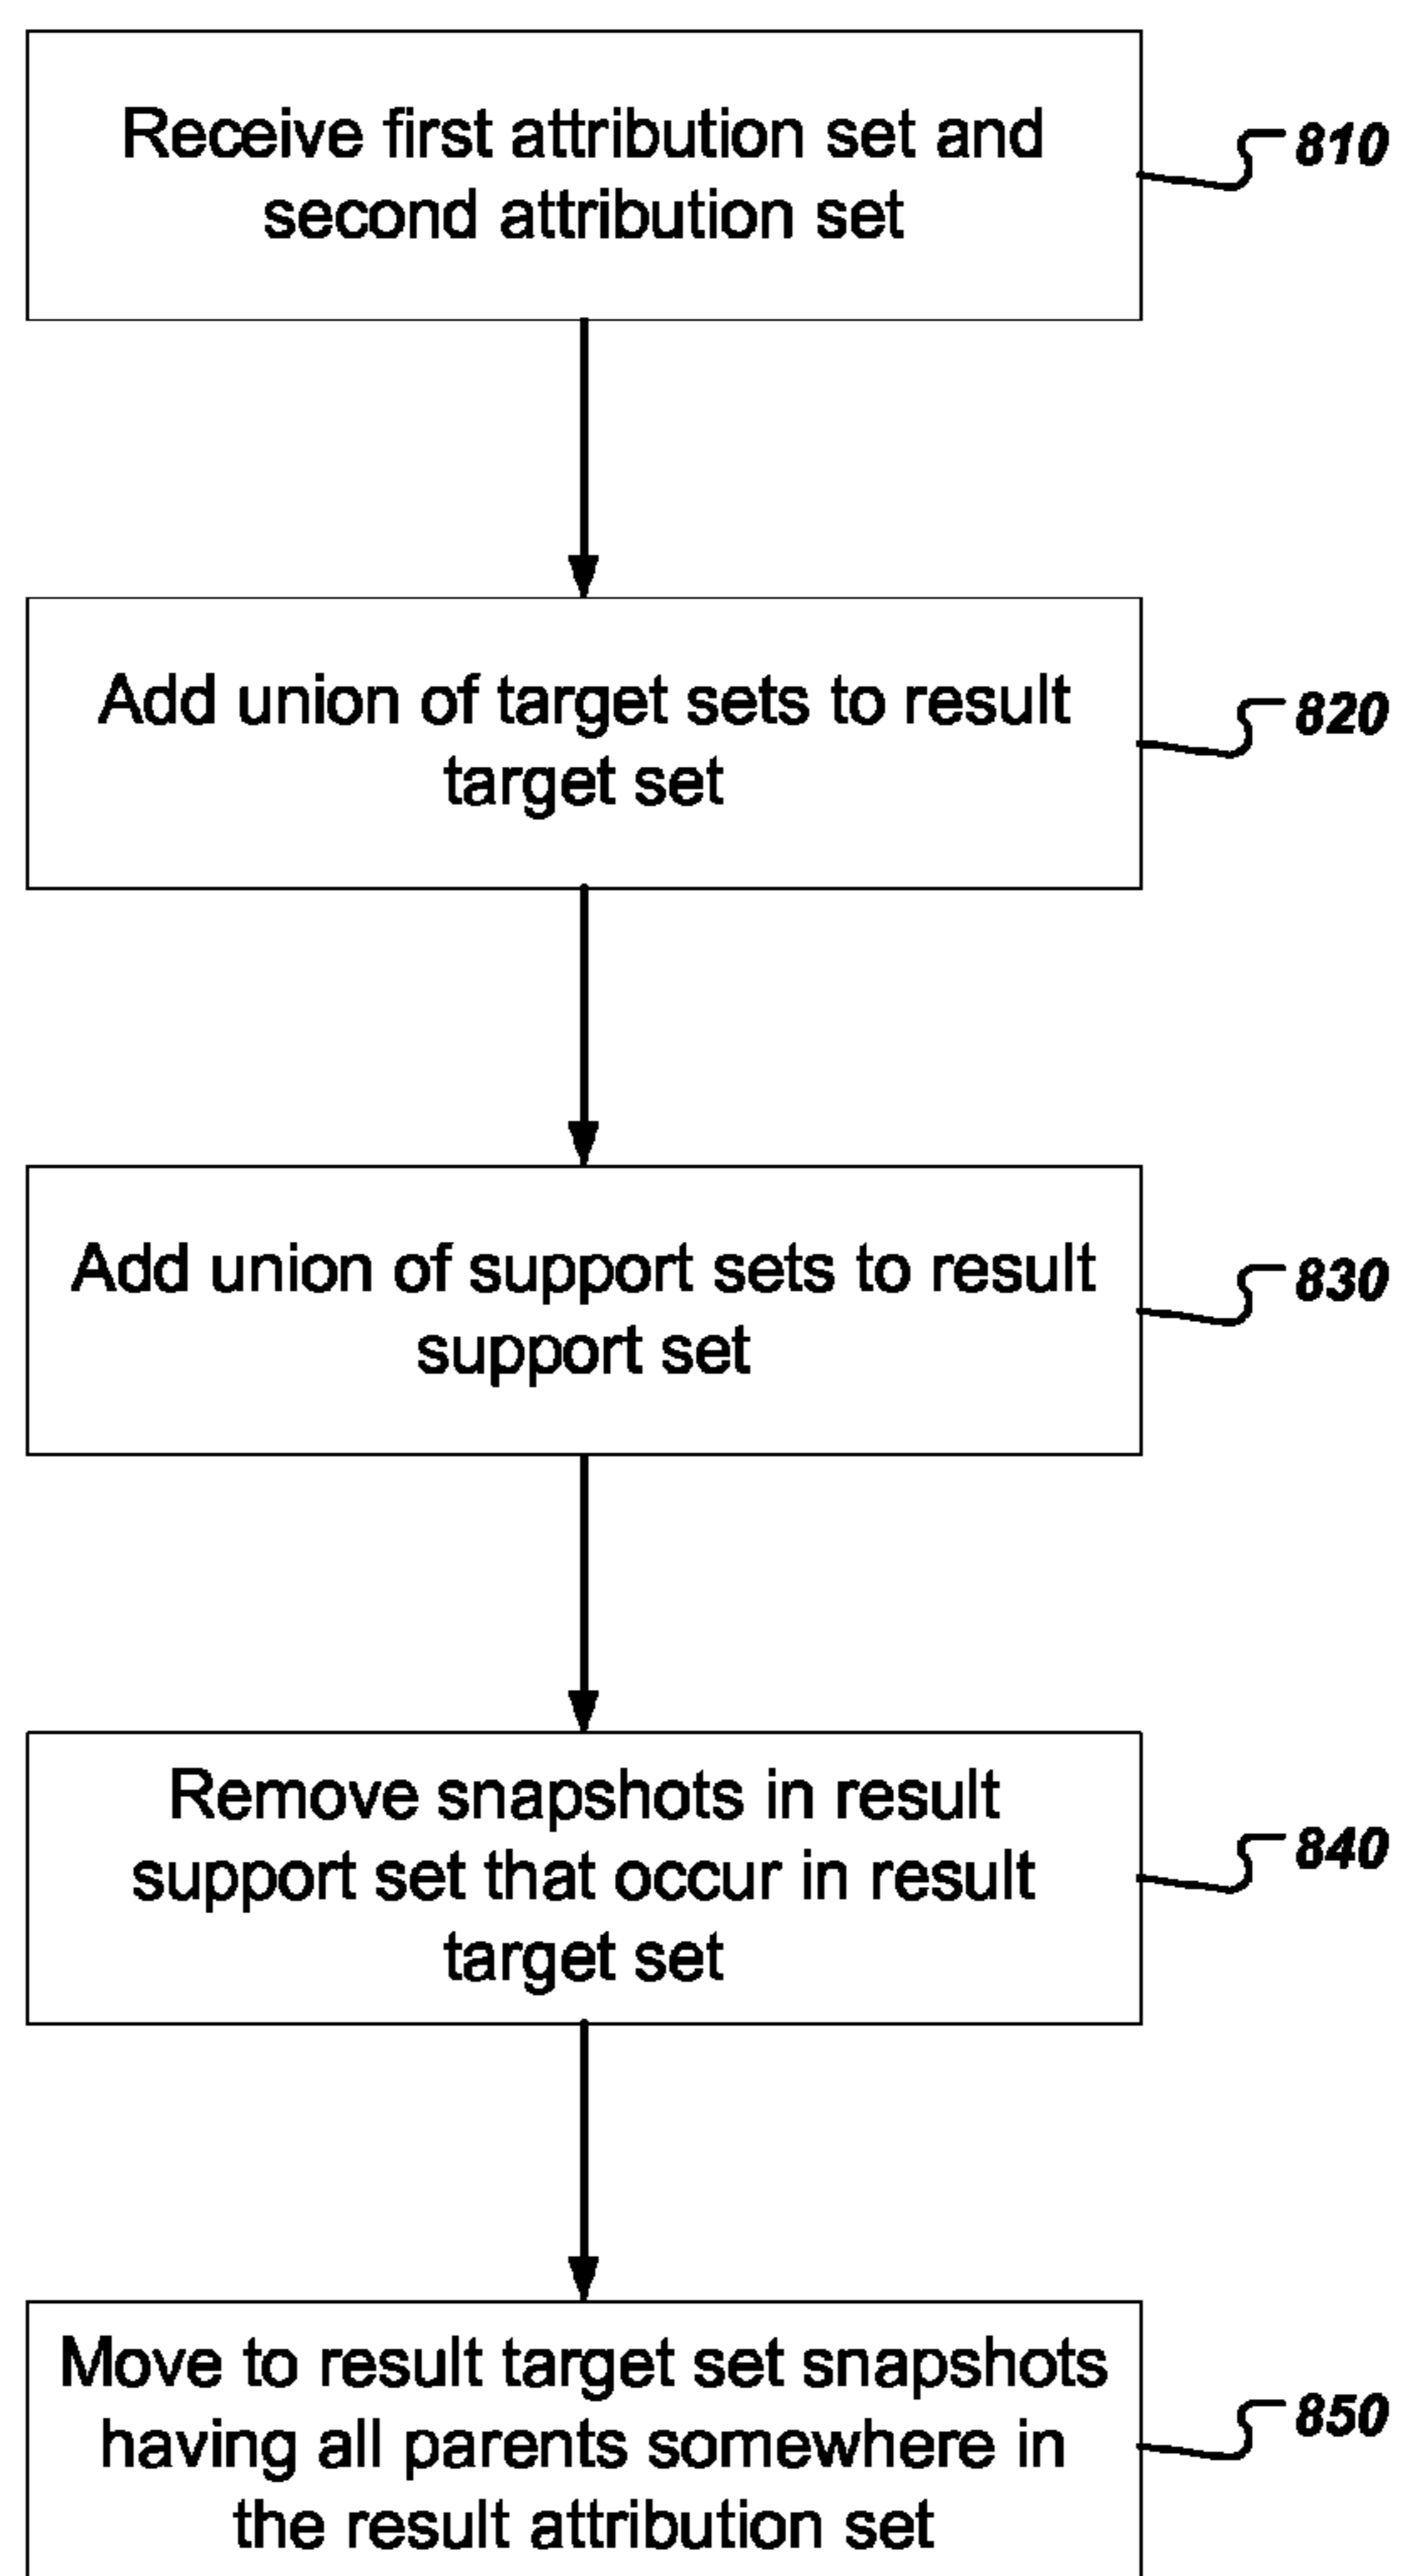 Receive first attribution set and
second attribution set
810
Add union of target sets to result
target set
820
Add union of support sets to result
support set
830
Remove snapshots in result
support set that occur in result
target set
840
Move to result target set snapshots
having all parents somewhere in
the result attribution set
850